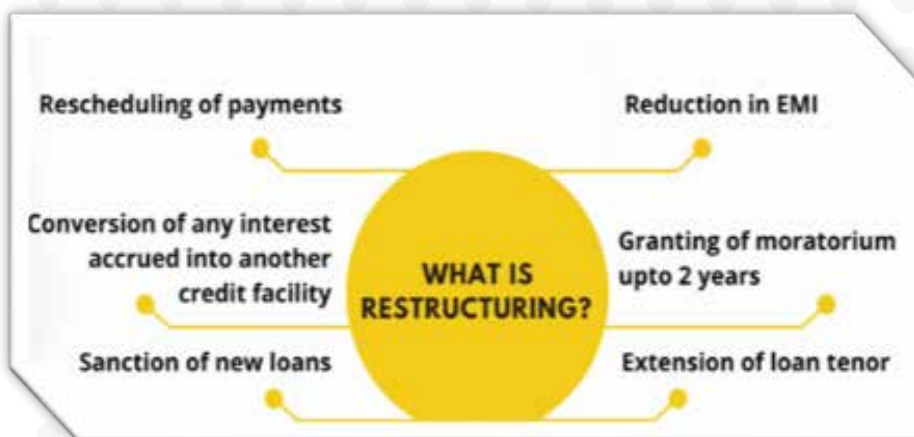 Rescheduling of payments
Reduction in EMI
Conversion of any interest
accrued into another
credit facility
WHAT IS
RESTRUCTURING?
Granting of moratorium
upto 2 years
Sanction of new loans
Extension of loan tenor